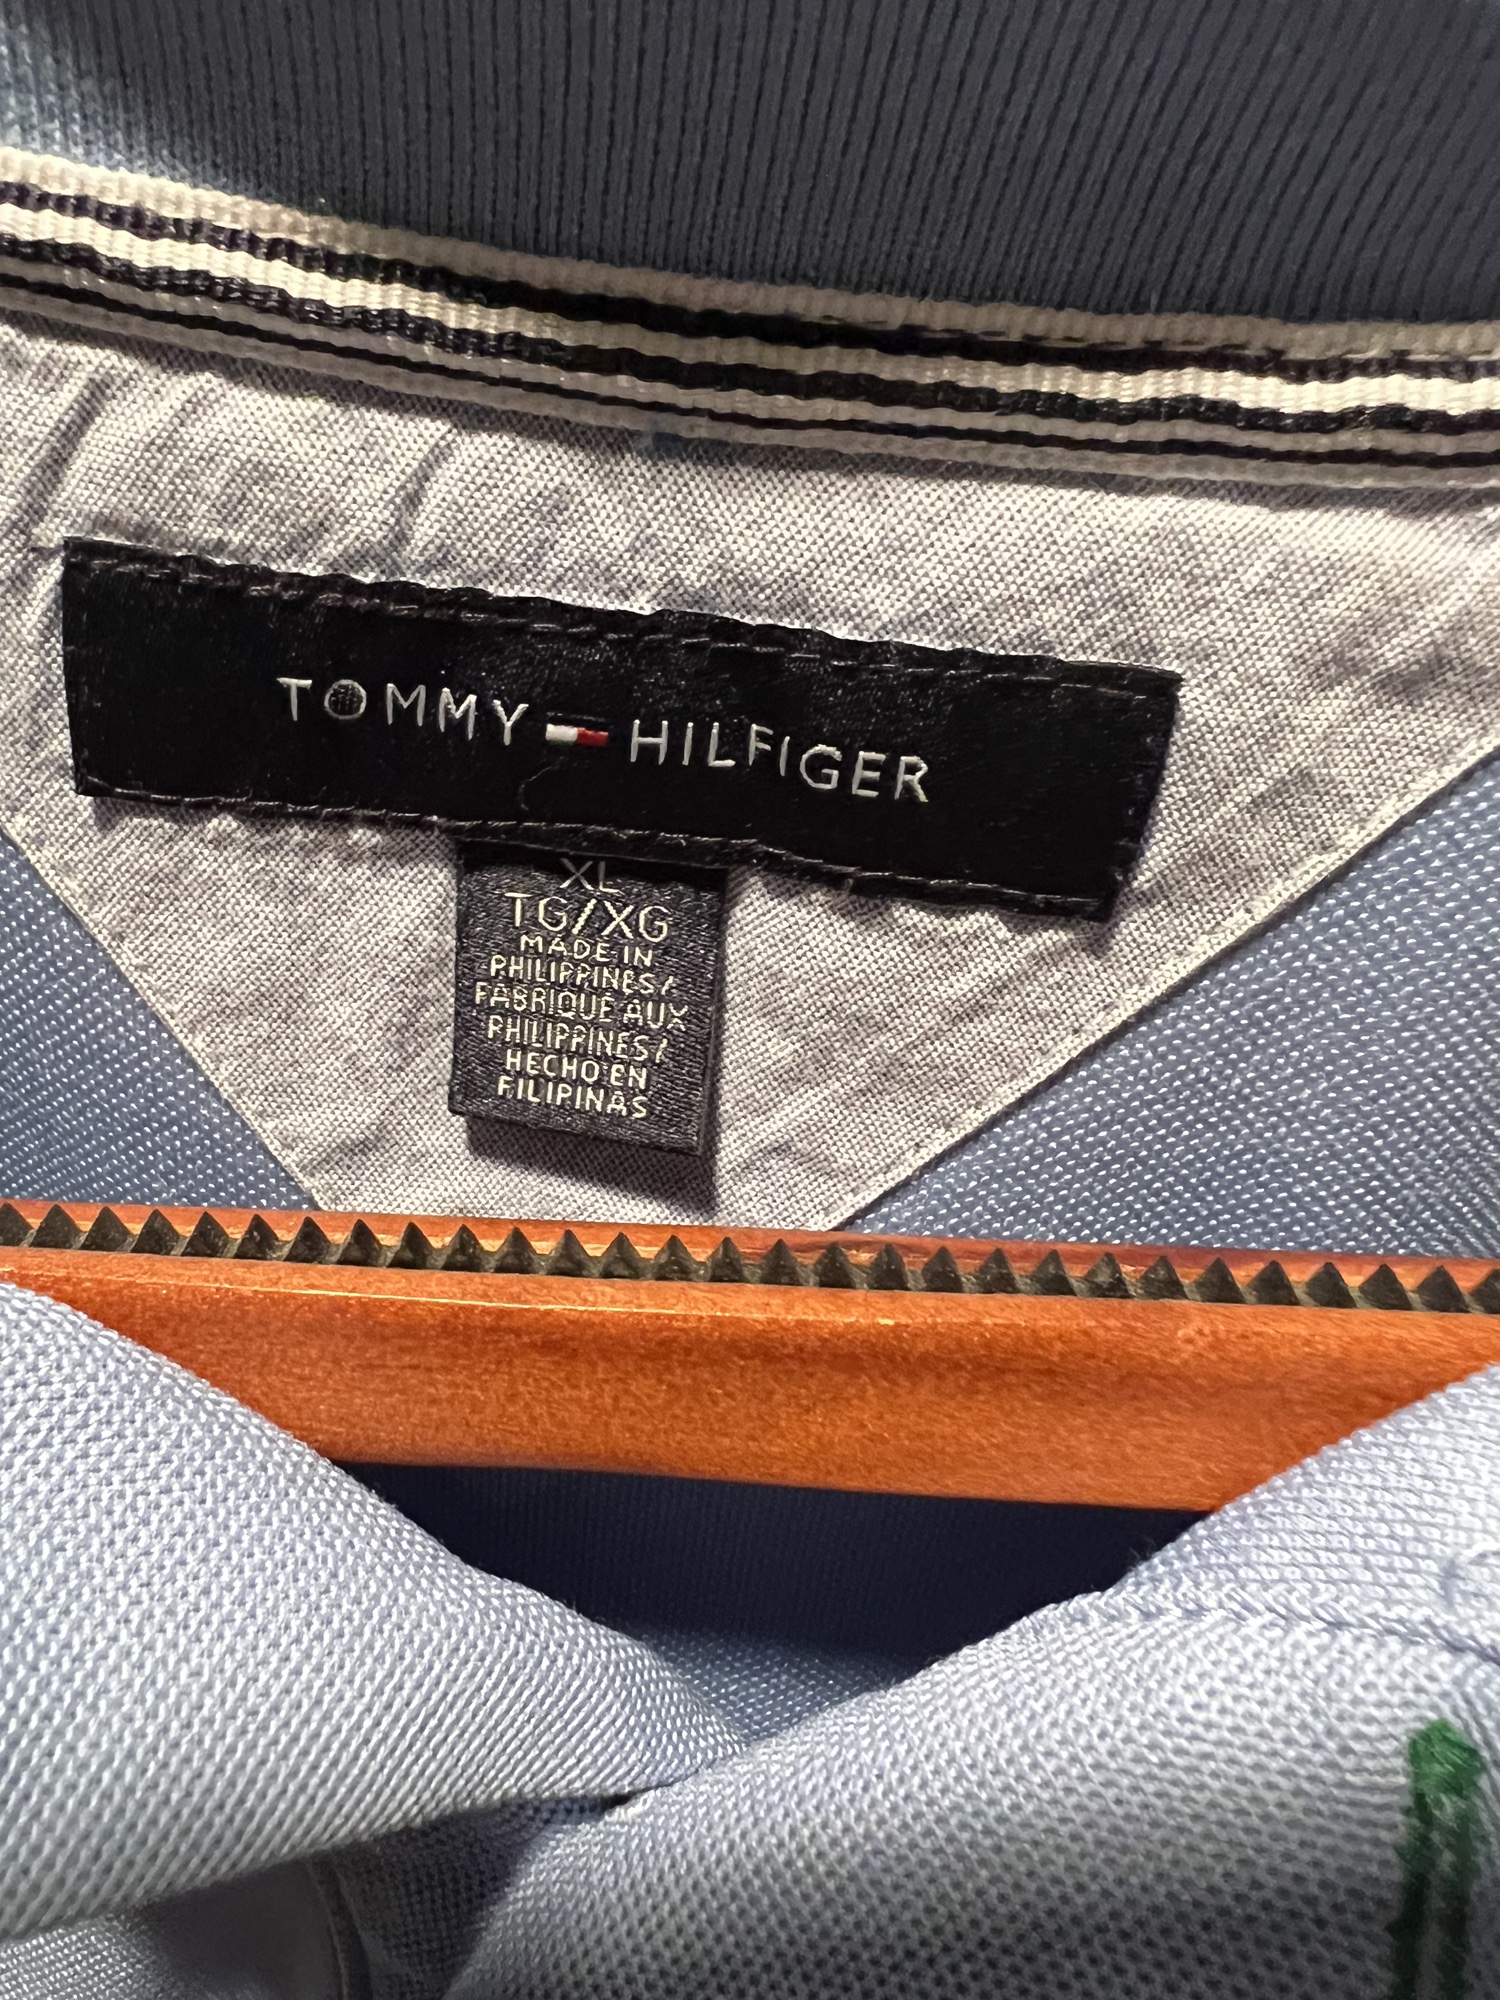 TOMMY HILFIGER
XL
TG/XG
MADE IN
PHILIPPINES/
FABRIQUÉ AUX
PHILIPPINES/
HECHO EN
FILIPINAS